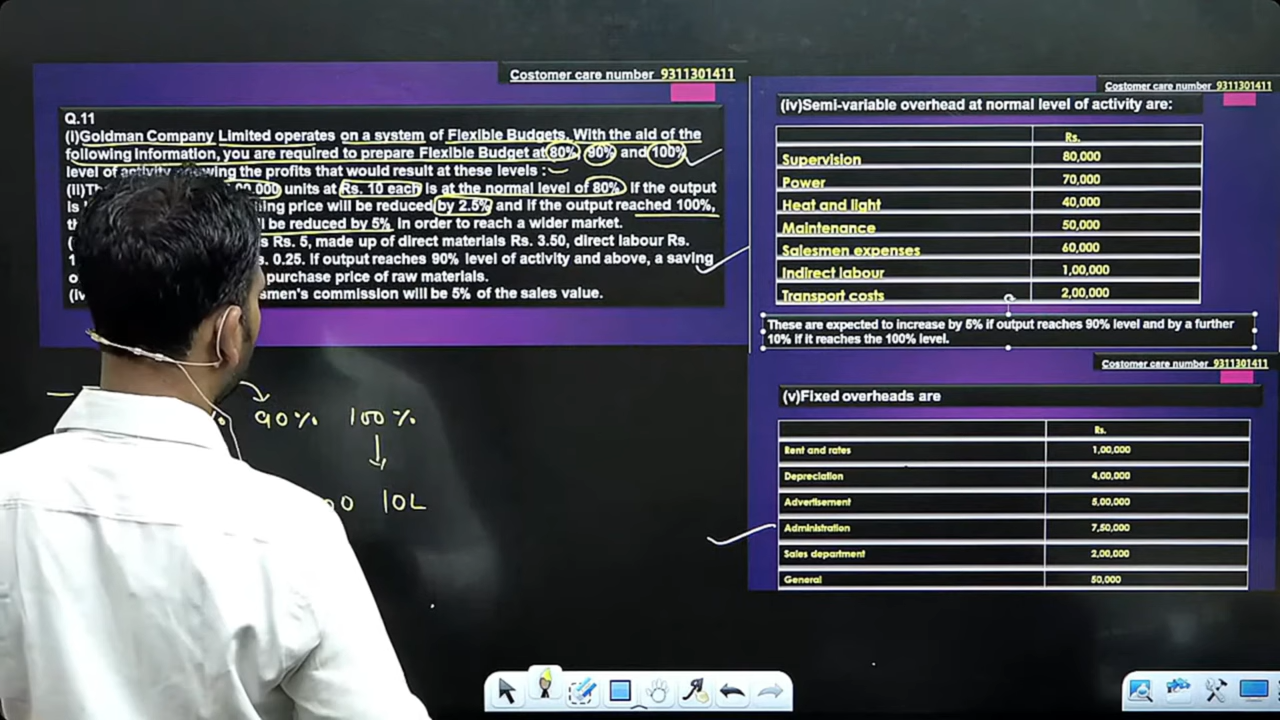 Costomer care number 9311301411
Q.11
(i)Goldman Company Limited operates on a system of Flexible Budgets. With the aid of the
following information, you are required to prepare Flexible Budget at 80%, 90% and 100%
level of activity showing the profits that would result at these levels :
(ii)Th 00,000 units at Rs. 10 each is at the normal level of 80%. If the output
is ing price will be reduced by 2.5% and if the output reached 100%,
th l be reduced by 5% in order to reach a wider market.
( s Rs. 5, made up of direct materials Rs. 3.50, direct labour Rs.
1 s. 0.25. If output reaches 90% level of activity and above, a saving
o purchase price of raw materials.
(iv smen's commission will be 5% of the sales value.
90% 100%
00 10L
Costomer care number 9311301411
(iv)Semi-variable overhead at normal level of activity are:
Rs.
Supervision 80,000
Power 70,000
Heat and light 40,000
Maintenance 50,000
Salesmen expenses 60,000
Indirect labour 1,00,000
Transport costs 2,00,000
These are expected to increase by 5% if output reaches 90% level and by a further
10% if it reaches the 100% level.
Costomer care number 9311301411
(v)Fixed overheads are
Rs.
Rent and rates 1,00,000
Depreciation 4,00,000
Advertisement 5,00,000
Administration 7,50,000
Sales department 2,00,000
General 50,000